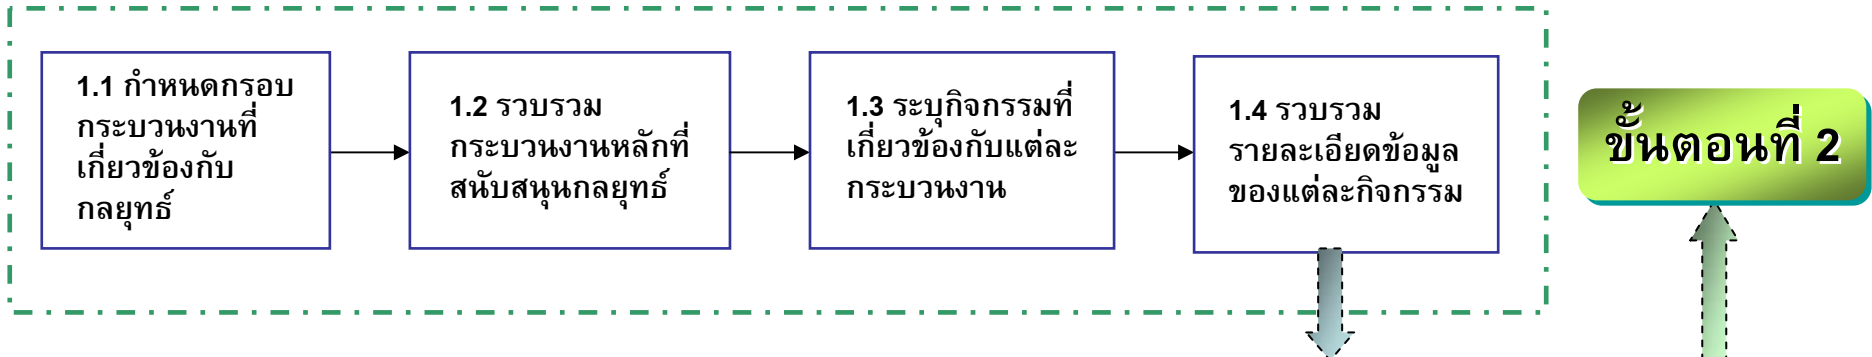 1.1 กำหนดกรอบ
กระบวนงานที่
เกี่ยวข้องกับ
กลยุทธ์
1.2 รวบรวม
กระบวนงานหลักที่
สนับสนุนกลยุทธ์
1.3 ระบุกิจกรรมที่
เกี่ยวข้องกับแต่ละ
กระบวนงาน
1.4 รวบรวม
รายละเอียดข้อมูล
ของแต่ละกิจกรรม
ขั้นตอนที่ 2